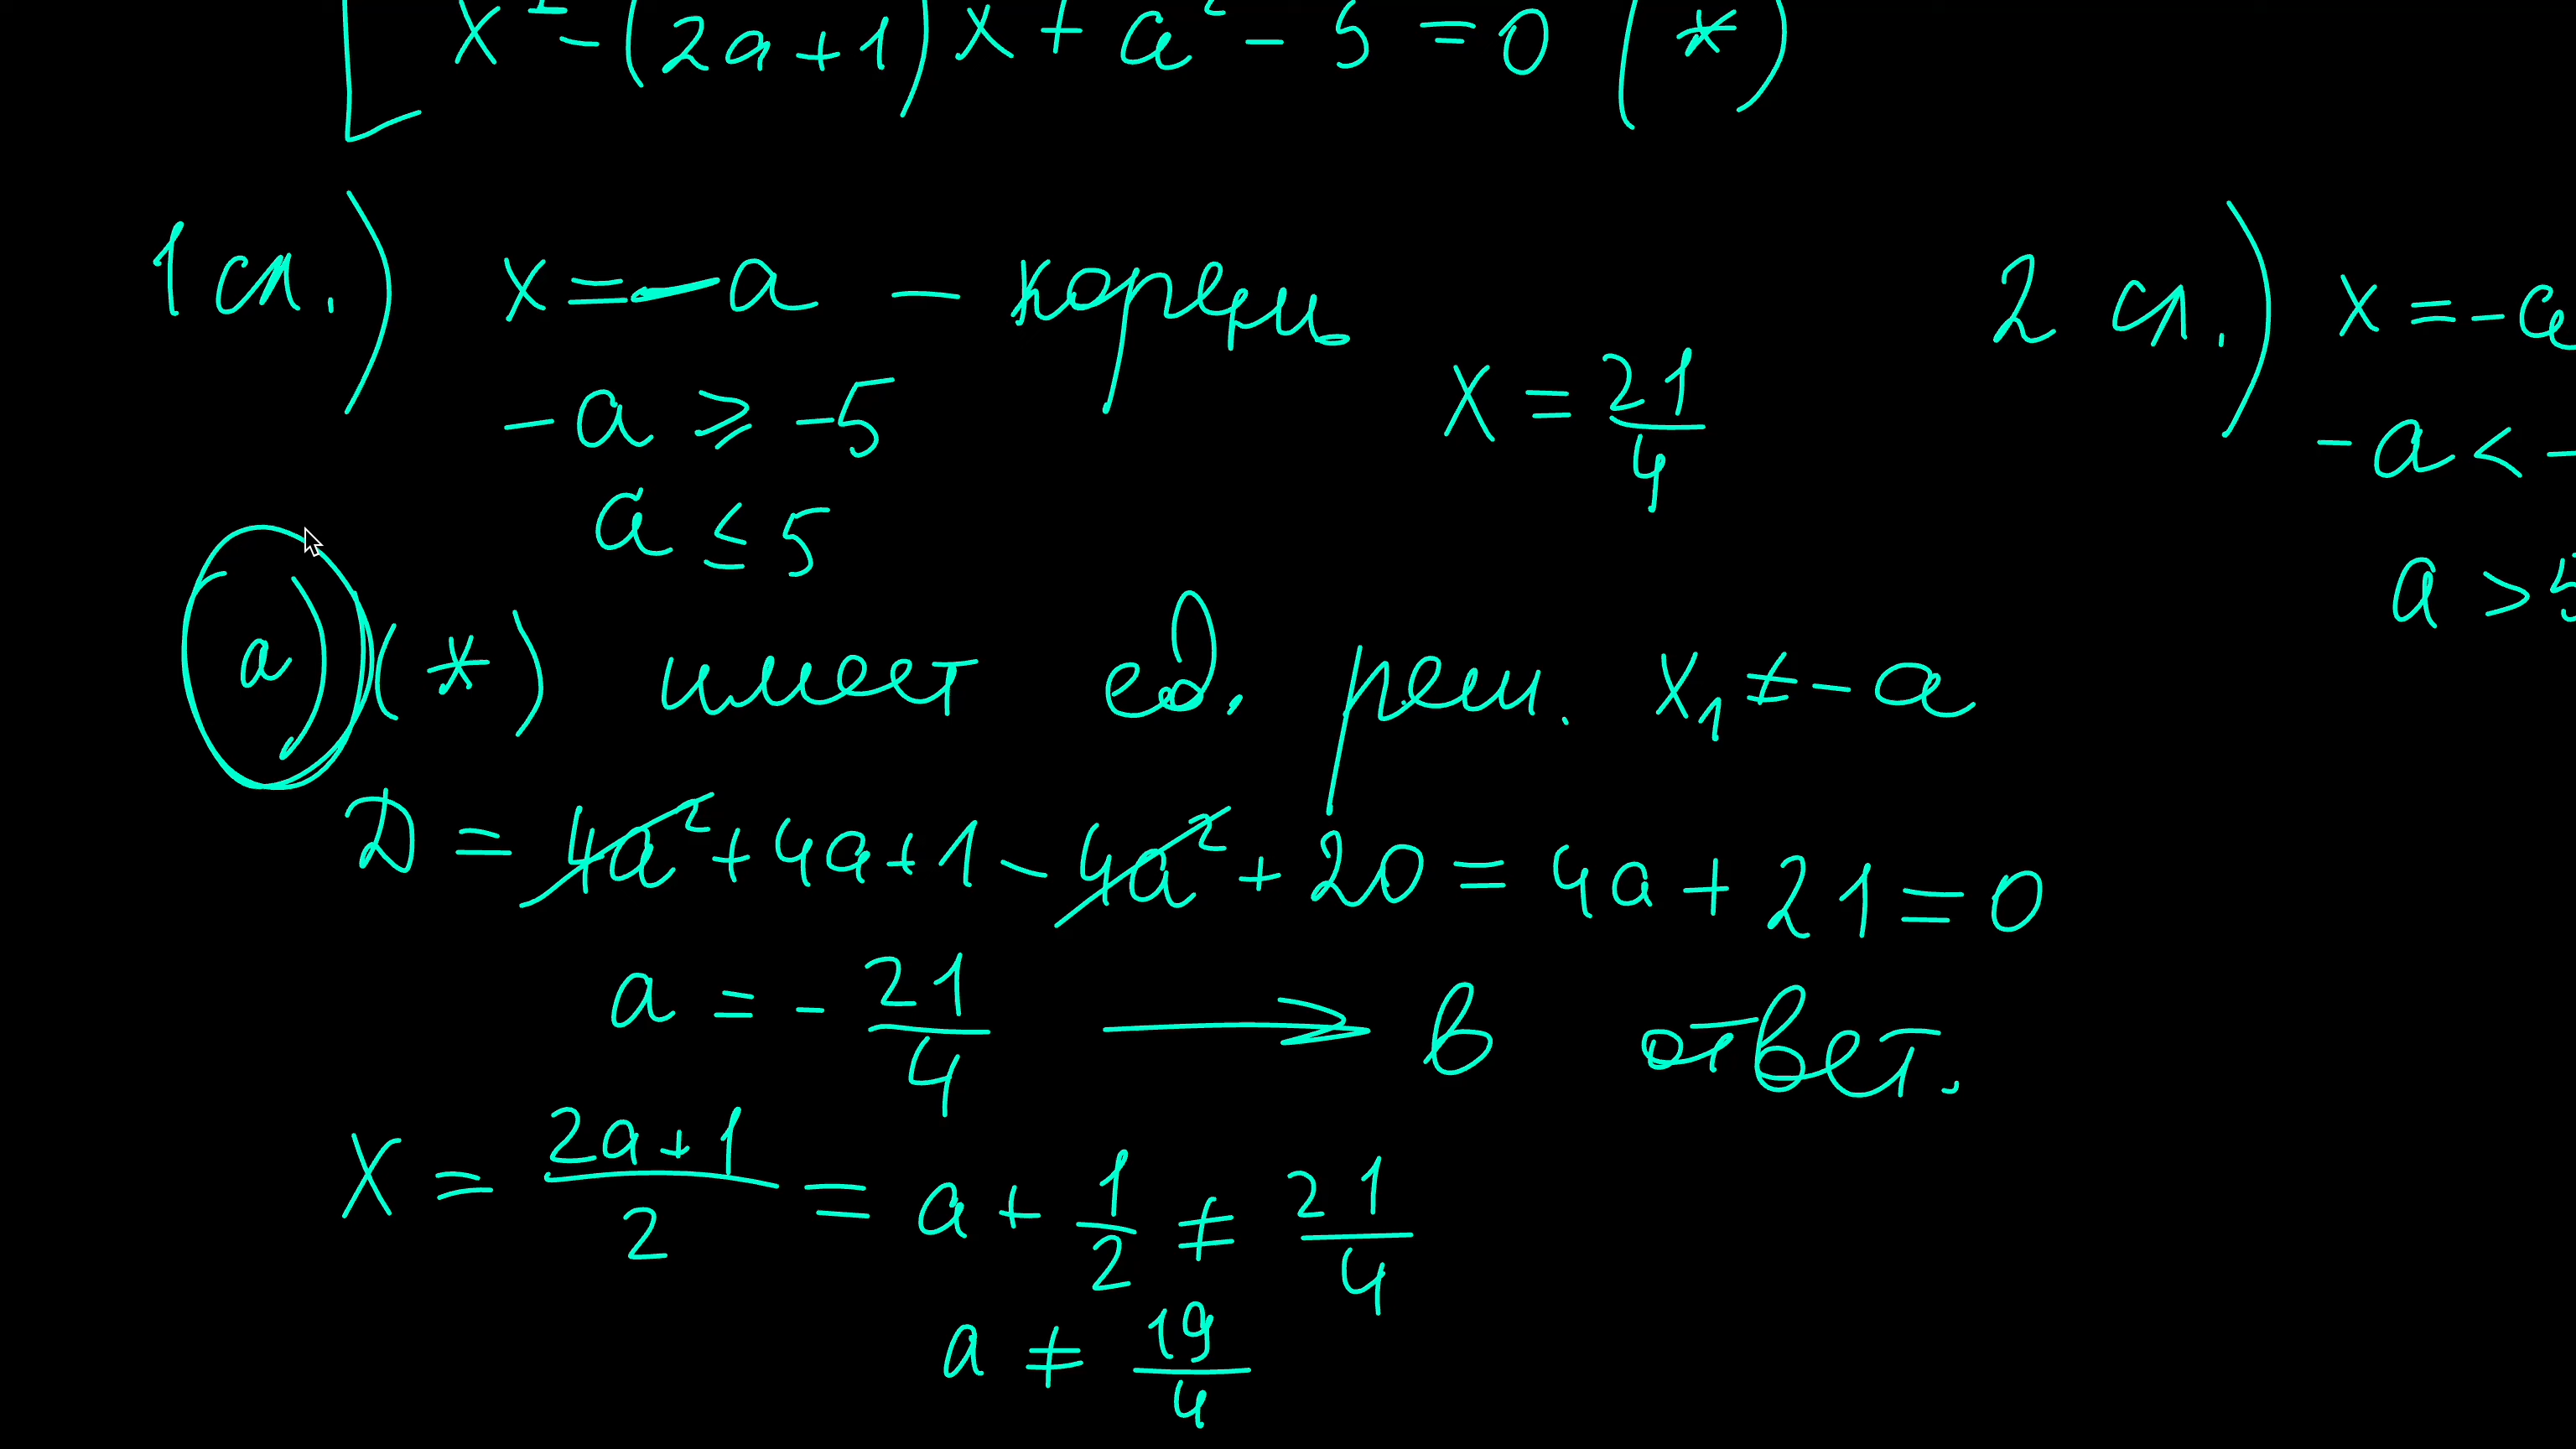 x² - (2a+1)x + a² - 5 = 0 (*)
1 сл.) x = -a - корень
-a ⩾ -5
a ≤ 5
x = 21/4
2 сл.) x = -a
-a < -
a > 5
а) (*) имеет ед. реш. x₁ ≠ -a
D = 4a² + 4a + 1 - 4a² + 20 = 4a + 21 = 0
a = - 21/4 → в ответ.
x = (2a+1)/2 = a + 1/2 ≠ 21/4
a ≠ 19/4